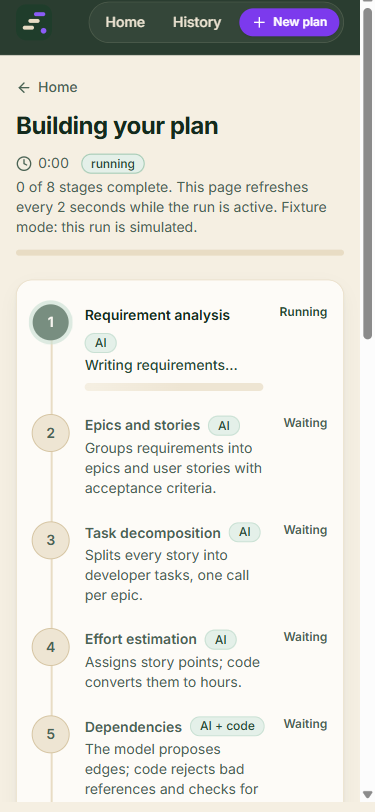 Home
History
+ New plan
← Home
Building your plan
0:00
running
0 of 8 stages complete. This page refreshes
every 2 seconds while the run is active. Fixture
mode: this run is simulated.
1
Requirement analysis
Running
AI
Writing requirements...
2
Epics and stories
AI
Waiting
Groups requirements into
epics and user stories with
acceptance criteria.
3
Task decomposition
AI
Waiting
Splits every story into
developer tasks, one call
per epic.
4
Effort estimation
AI
Waiting
Assigns story points; code
converts them to hours.
5
Dependencies
AI + code
Waiting
The model proposes
edges; code rejects bad
references and checks for